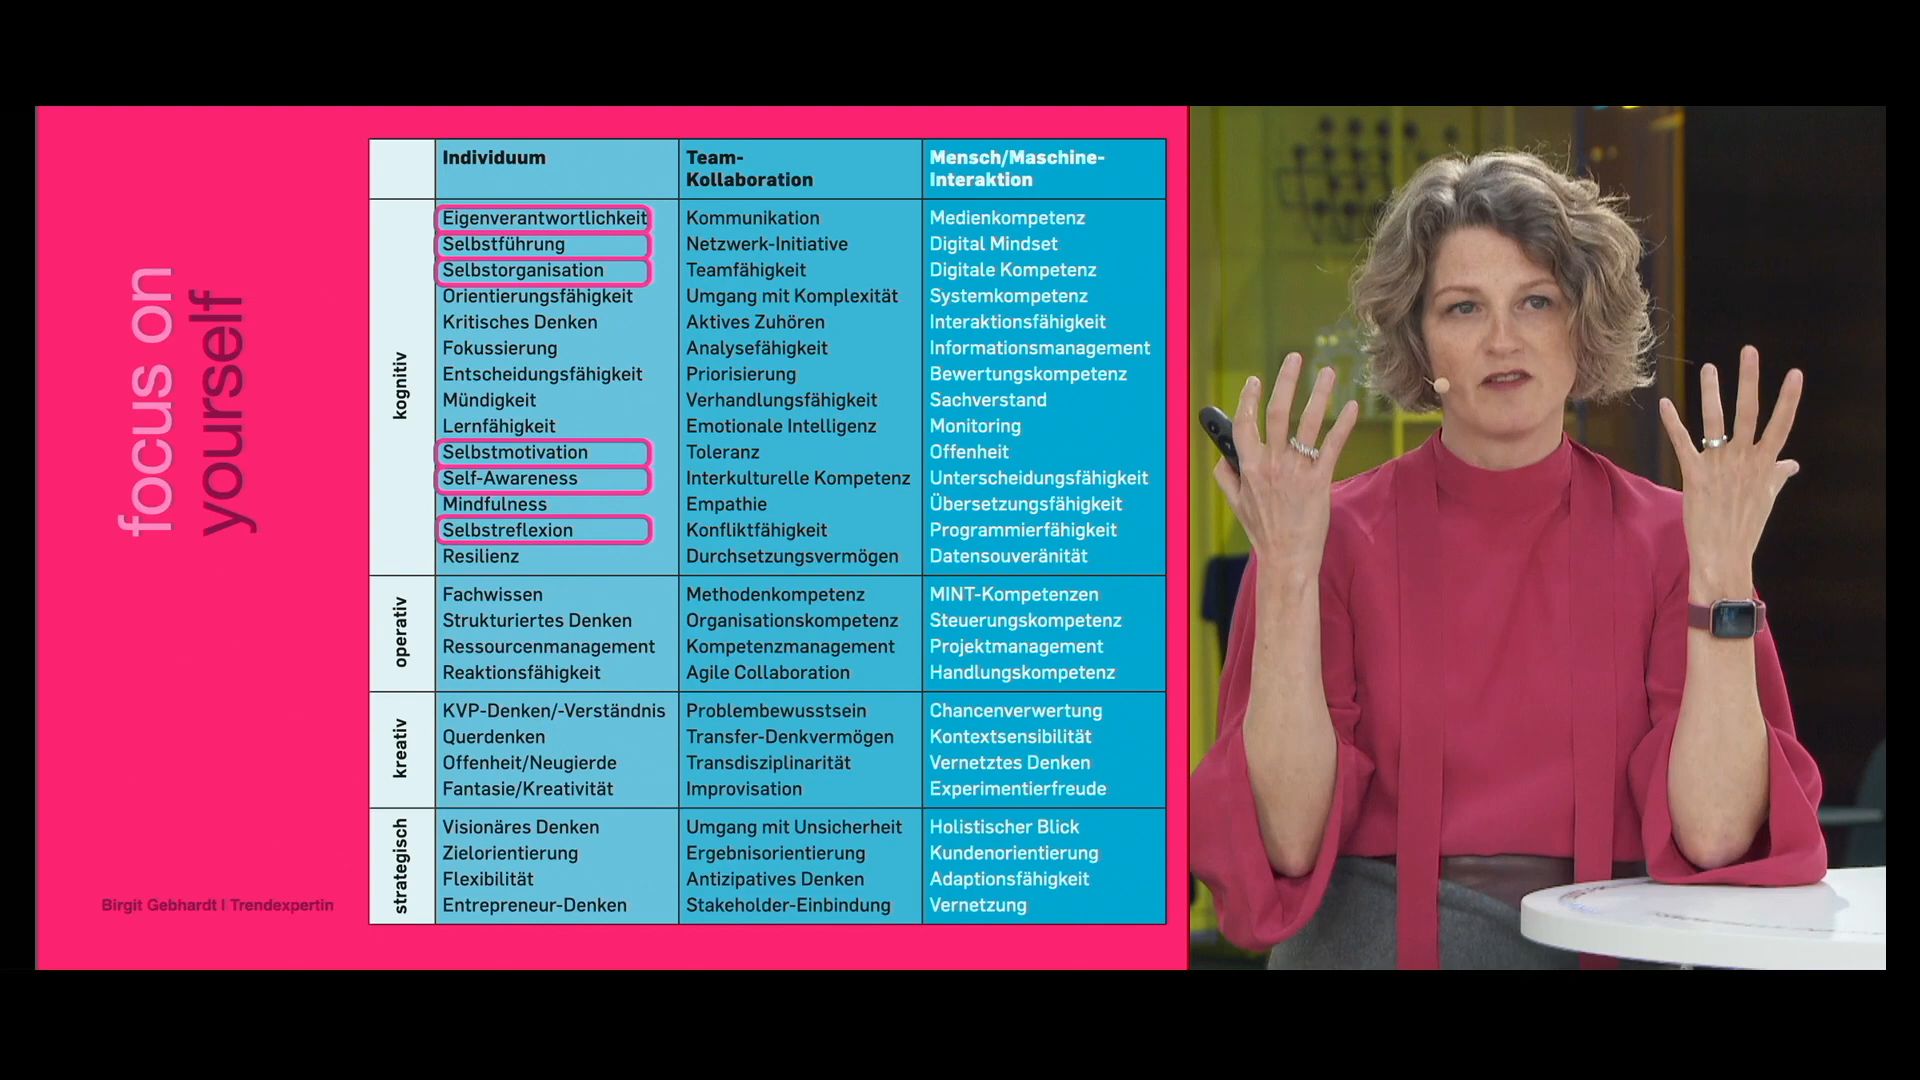 focus on
yourself
Individuum
Team-
Kollaboration
Mensch/Maschine-
Interaktion
kognitiv
Eigenverantwortlichkeit
Selbstführung
Selbstorganisation
Orientierungsfähigkeit
Kritisches Denken
Fokussierung
Entscheidungsfähigkeit
Mündigkeit
Lernfähigkeit
Selbstmotivation
Self-Awareness
Mindfulness
Selbstreflexion
Resilienz
Kommunikation
Netzwerk-Initiative
Teamfähigkeit
Umgang mit Komplexität
Aktives Zuhören
Analysefähigkeit
Priorisierung
Verhandlungsfähigkeit
Emotionale Intelligenz
Toleranz
Interkulturelle Kompetenz
Empathie
Konfliktfähigkeit
Durchsetzungsvermögen
Medienkompetenz
Digital Mindset
Digitale Kompetenz
Systemkompetenz
Interaktionsfähigkeit
Informationsmanagement
Bewertungskompetenz
Sachverstand
Monitoring
Offenheit
Unterscheidungsfähigkeit
Übersetzungsfähigkeit
Programmierfähigkeit
Datensouveränität
operativ
Fachwissen
Strukturiertes Denken
Ressourcenmanagement
Reaktionsfähigkeit
Methodenkompetenz
Organisationskompetenz
Kompetenzmanagement
Agile Collaboration
MINT-Kompetenzen
Steuerungskompetenz
Projektmanagement
Handlungskompetenz
kreativ
KVP-Denken/-Verständnis
Querdenken
Offenheit/Neugierde
Fantasie/Kreativität
Problembewusstsein
Transfer-Denkvermögen
Transdisziplinarität
Improvisation
Chancenverwertung
Kontextsensibilität
Vernetztes Denken
Experimentierfreude
strategisch
Visionäres Denken
Zielorientierung
Flexibilität
Entrepreneur-Denken
Umgang mit Unsicherheit
Ergebnisorientierung
Antizipatives Denken
Stakeholder-Einbindung
Holistischer Blick
Kundenorientierung
Adaptionsfähigkeit
Vernetzung
Birgit Gebhardt I Trendexpertin